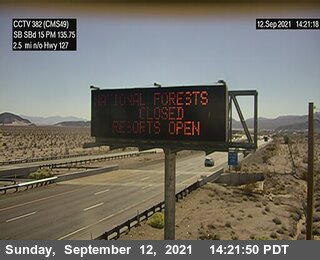 CCTV 382 (CMS49)
SB SBd 15 PM 135.75
2.5 mi n/o Hwy 127
12.Sep 2021 14:21:18
NATIONAL FORESTS
CLOSED
RESORTS OPEN
Sunday, September 12, 2021 14:21:50 PDT